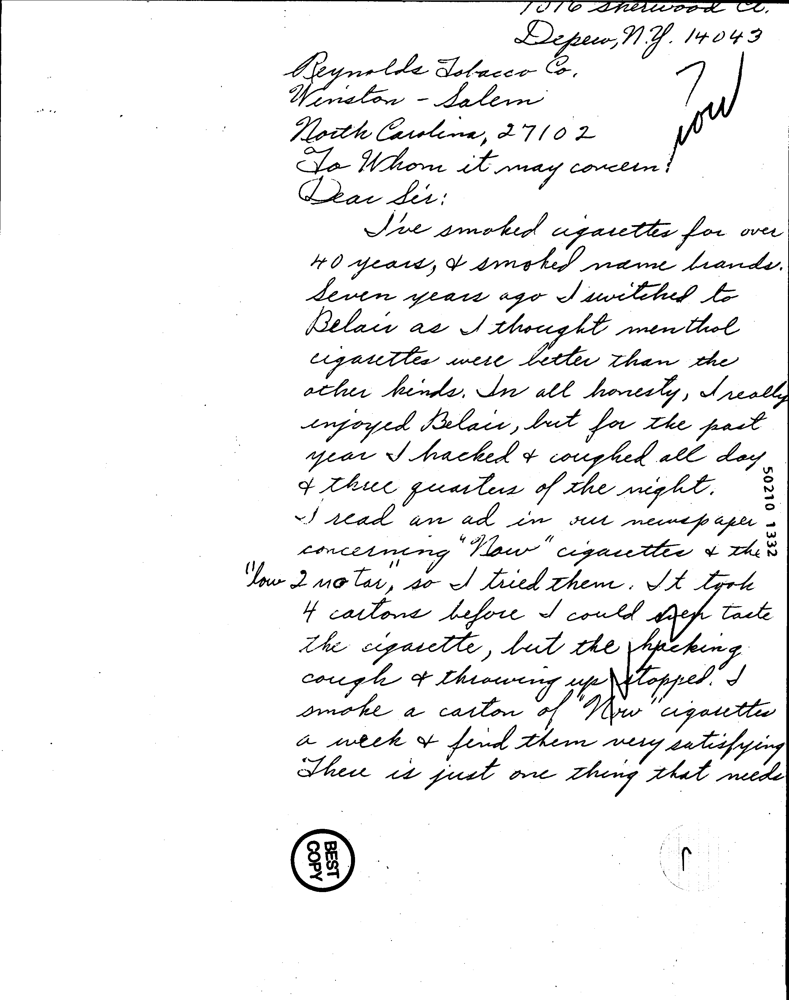 Sherwood Ct.
Depew, N.Y. 14043
Reynolds Tobacco Co.
Winston - Salem
North Carolina, 27102
To Whom it may concern!
Dear Sir:
I've smoked cigarettes for over
40 years, & smoked name brands.
Seven years ago I switched to
Belair as I thought menthol
cigarettes were better than the
other kinds. In all honesty, I really
enjoyed Belair, but for the past
year I hacked & coughed all day
& three quarters of the night.
I read an ad in our newspaper
concerning "Now" cigarettes & the
"low 2 mg tar", so I tried them. It took
4 cartons before I could even taste
the cigarette, but the hacking
cough & throwing up stopped. I
smoke a carton of "Now" cigarettes
a week & find them very satisfying
There is just one thing that needs
NOW
50210 1332
BEST
COPY